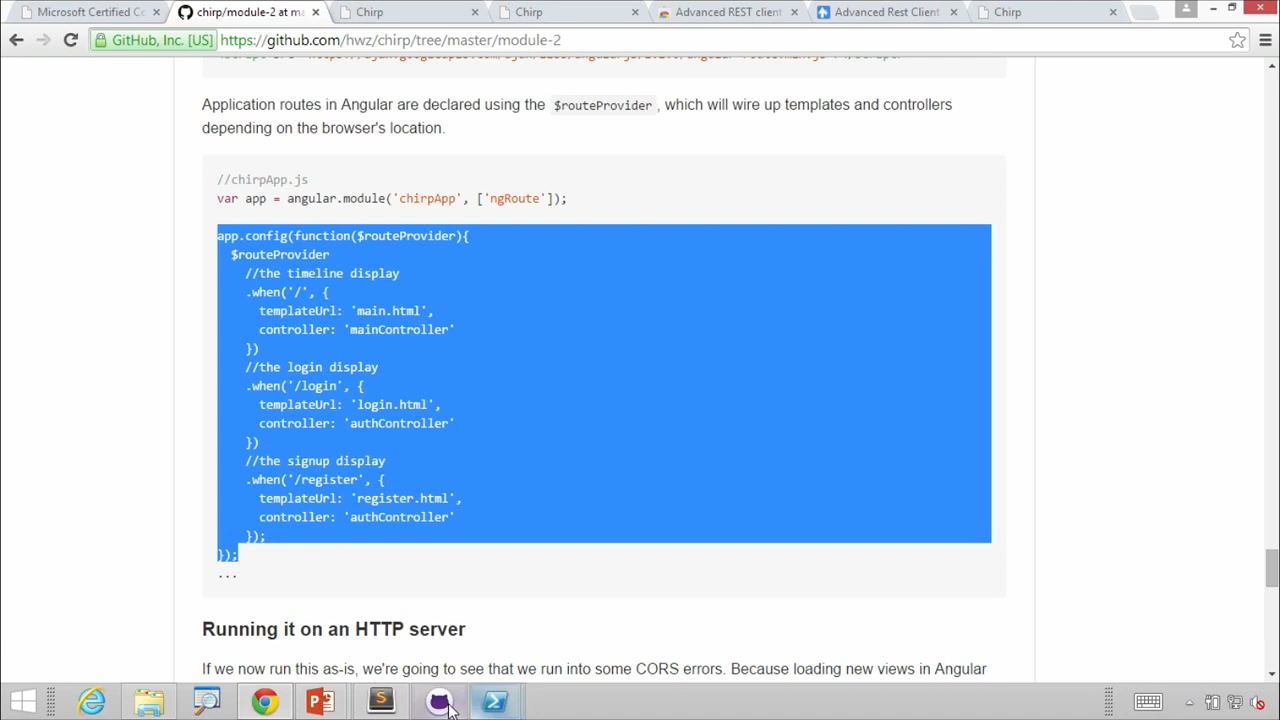 Microsoft Certified Co
chirp/module-2 at ma
Chirp
Chirp
Advanced REST client
Advanced Rest Client
Chirp
GitHub, Inc. [US]
https://github.com/hwz/chirp/tree/master/module-2
Application routes in Angular are declared using the $routeProvider, which will wire up templates and controllers
depending on the browser's location.
//chirpApp.js
var app = angular.module('chirpApp', ['ngRoute']);
app.config(function($routeProvider){
$routeProvider
//the timeline display
.when('/', {
templateUrl: 'main.html',
controller: 'mainController'
})
//the login display
.when('/login', {
templateUrl: 'login.html',
controller: 'authController'
})
//the signup display
.when('/register', {
templateUrl: 'register.html',
controller: 'authController'
});
});
...
Running it on an HTTP server
If we now run this as-is, we're going to see that we run into some CORS errors. Because loading new views in Angular